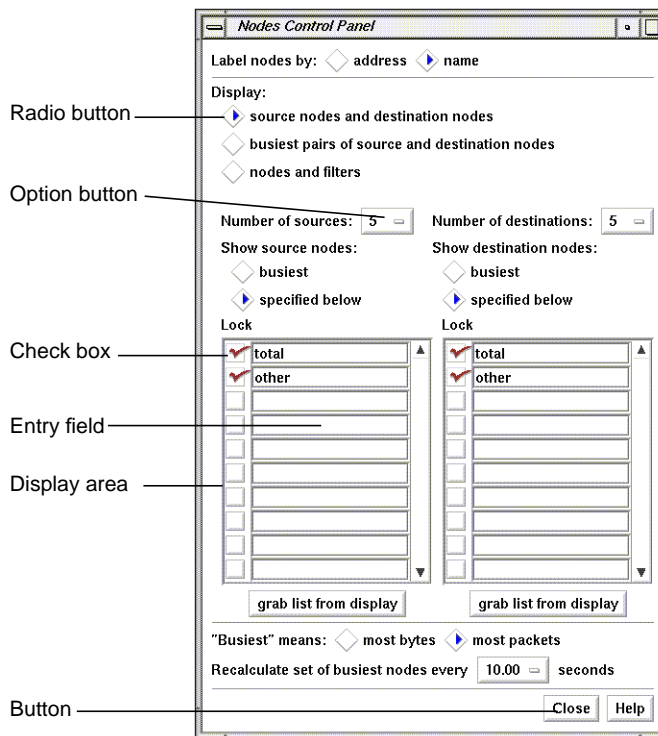 Nodes Control Panel
Label nodes by: address name
Display:
Radio button
source nodes and destination nodes
busiest pairs of source and destination nodes
nodes and filters
Option button
Number of sources: 5 Number of destinations: 5
Show source nodes: Show destination nodes:
busiest busiest
specified below specified below
Lock Lock
Check box
total total
other other
Entry field
Display area
grab list from display grab list from display
"Busiest" means: most bytes most packets
Recalculate set of busiest nodes every 10.00 seconds
Button
Close Help